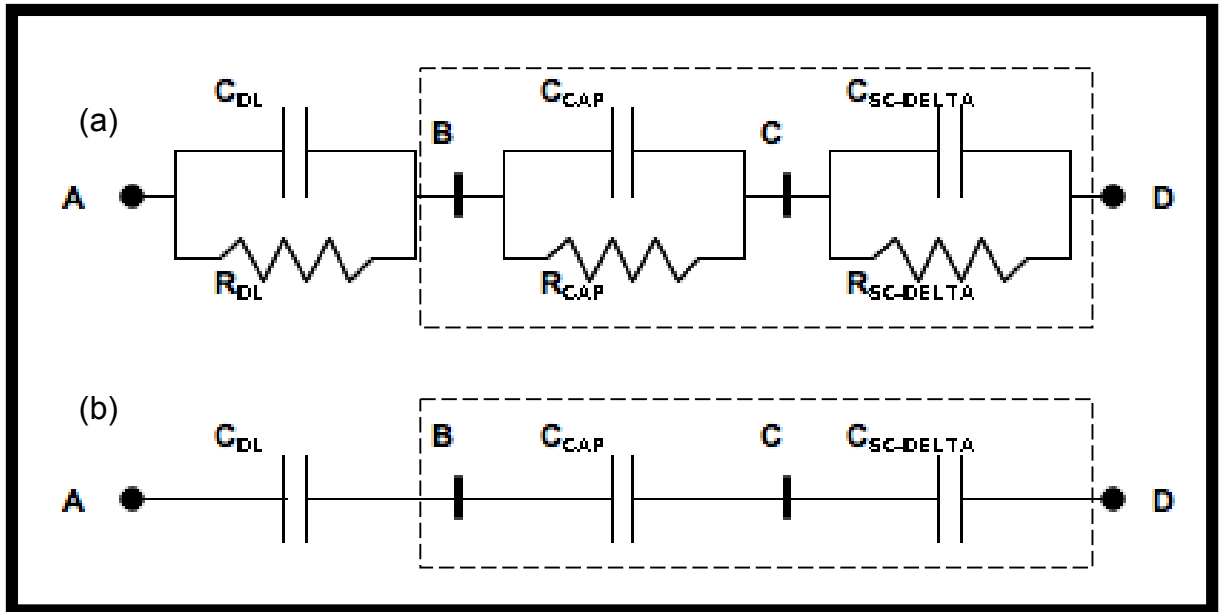 (a)
C_DL C_CAP C_SC-DELTA
B C
A D
R_DL R_CAP R_SC-DELTA
(b)
C_DL B C_CAP C C_SC-DELTA
A D